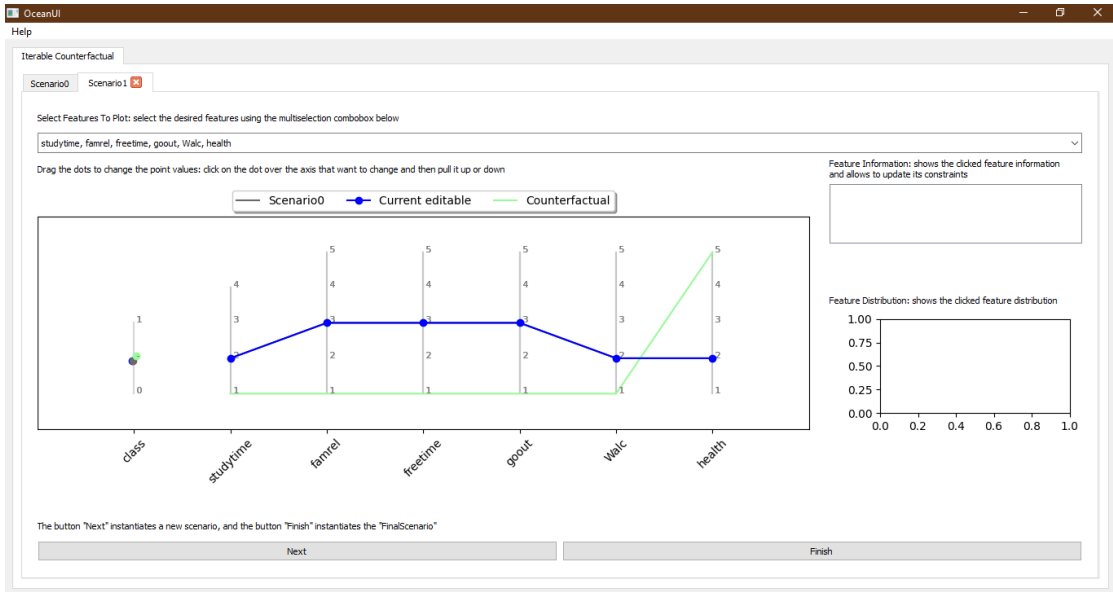 OceanUI
Help
Iterable Counterfactual
Scenario0 Scenario1
Select Features To Plot: select the desired features using the multiselection combobox below
studytime, famrel, freetime, goout, Walc, health
Drag the dots to change the point values: click on the dot over the axis that want to change and then pull it up or down
Feature Information: shows the clicked feature information
and allows to update its constraints
Scenario0 Current editable Counterfactual
5 5 5 5 5
4 4 4 4 4 4
1 3 3 3 3 3 3
2 2 2 2 2 2
0 1 1 1 1 1 1
class studytime famrel freetime goout Walc health
Feature Distribution: shows the clicked feature distribution
1.00
0.75
0.50
0.25
0.00
0.0 0.2 0.4 0.6 0.8 1.0
The button "Next" instantiates a new scenario, and the button "Finish" instantiates the "FinalScenario"
Next Finish